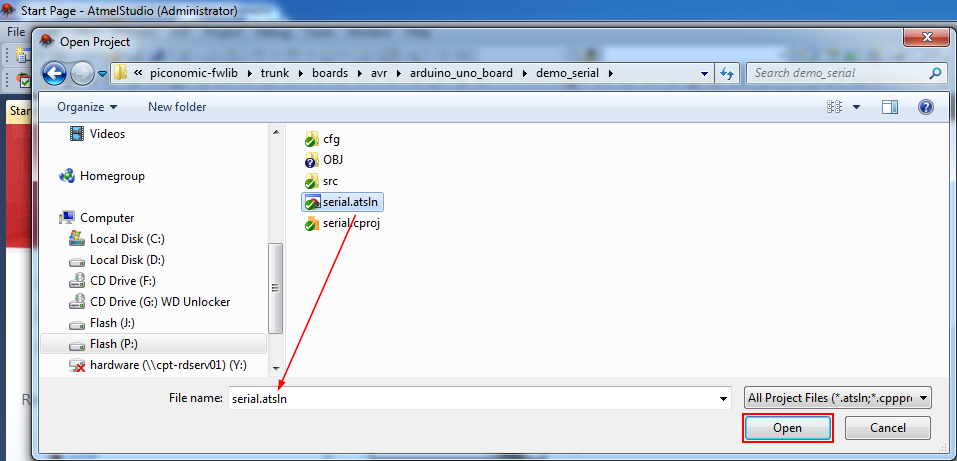 Start Page - AtmelStudio (Administrator)
File
Open Project
« piconomic-fwlib trunk boards avr arduino_uno_board demo_serial
Search demo_serial
Organize New folder
Star
Videos
Homegroup
Computer
Local Disk (C:)
Local Disk (D:)
CD Drive (F:)
CD Drive (G:) WD Unlocker
Flash (J:)
Flash (P:)
hardware (\\cpt-rdserv01) (Y:)
cfg
OBJ
src
serial.atsln
serial.cproj
R
File name: serial.atsln
All Project Files (*.atsln;*.cpppro
Open Cancel